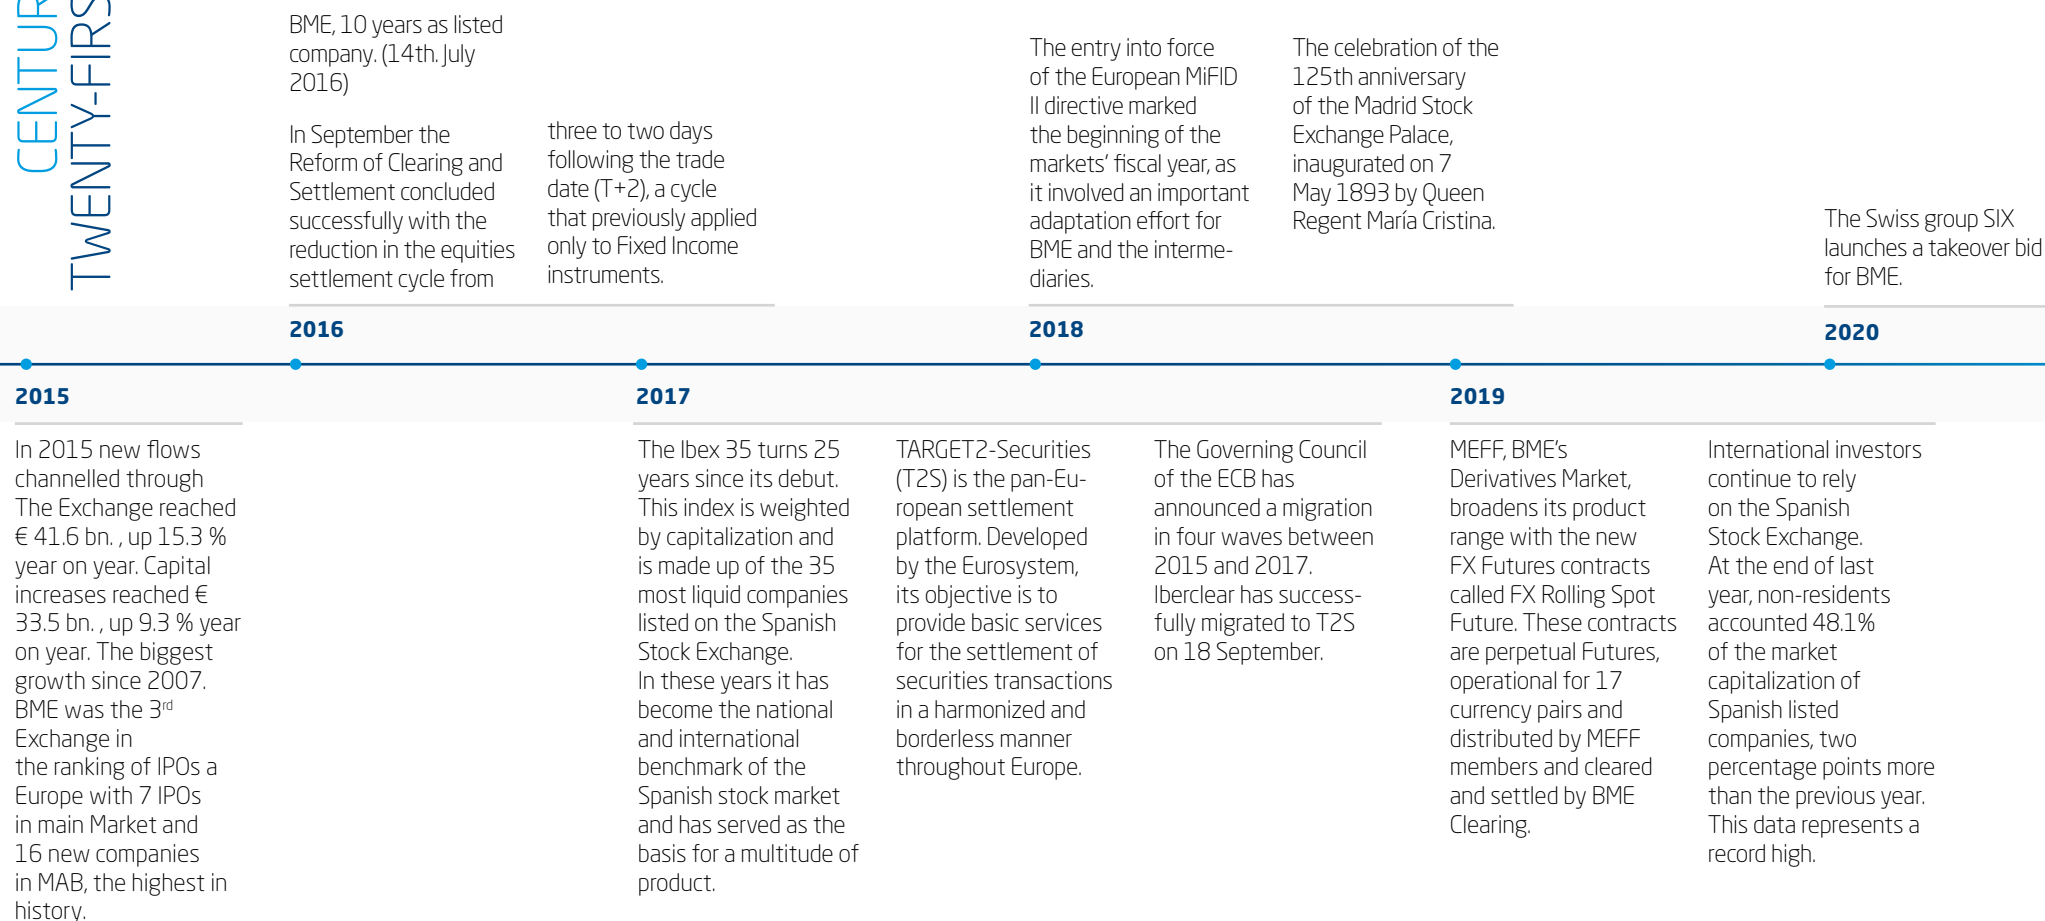 CENTUR
TWENTY-FIRS
BME, 10 years as listed
company. (14th. July
2016)
In September the
Reform of Clearing and
Settlement concluded
successfully with the
reduction in the equities
settlement cycle from
three to two days
following the trade
date (T+2), a cycle
that previously applied
only to Fixed Income
instruments.
2016
The entry into force
of the European MiFID
II directive marked
the beginning of the
markets' fiscal year, as
it involved an important
adaptation effort for
BME and the interme-
diaries.
The celebration of the
125th anniversary
of the Madrid Stock
Exchange Palace,
inaugurated on 7
May 1893 by Queen
Regent María Cristina.
2018
The Swiss group SIX
launches a takeover bid
for BME.
2020
2015
In 2015 new flows
channelled through
The Exchange reached
€ 41.6 bn. , up 15.3 %
year on year. Capital
increases reached €
33.5 bn. , up 9.3 % year
on year. The biggest
growth since 2007.
BME was the 3rd
Exchange in
the ranking of IPOs a
Europe with 7 IPOs
in main Market and
16 new companies
in MAB, the highest in
history.
2017
The Ibex 35 turns 25
years since its debut.
This index is weighted
by capitalization and
is made up of the 35
most liquid companies
listed on the Spanish
Stock Exchange.
In these years it has
become the national
and international
benchmark of the
Spanish stock market
and has served as the
basis for a multitude of
product.
TARGET2-Securities
(T2S) is the pan-Eu-
ropean settlement
platform. Developed
by the Eurosystem,
its objective is to
provide basic services
for the settlement of
securities transactions
in a harmonized and
borderless manner
throughout Europe.
The Governing Council
of the ECB has
announced a migration
in four waves between
2015 and 2017.
Iberclear has success-
fully migrated to T2S
on 18 September.
2019
MEFF, BME's
Derivatives Market,
broadens its product
range with the new
FX Futures contracts
called FX Rolling Spot
Future. These contracts
are perpetual Futures,
operational for 17
currency pairs and
distributed by MEFF
members and cleared
and settled by BME
Clearing.
International investors
continue to rely
on the Spanish
Stock Exchange.
At the end of last
year, non-residents
accounted 48.1%
of the market
capitalization of
Spanish listed
companies, two
percentage points more
than the previous year.
This data represents a
record high.